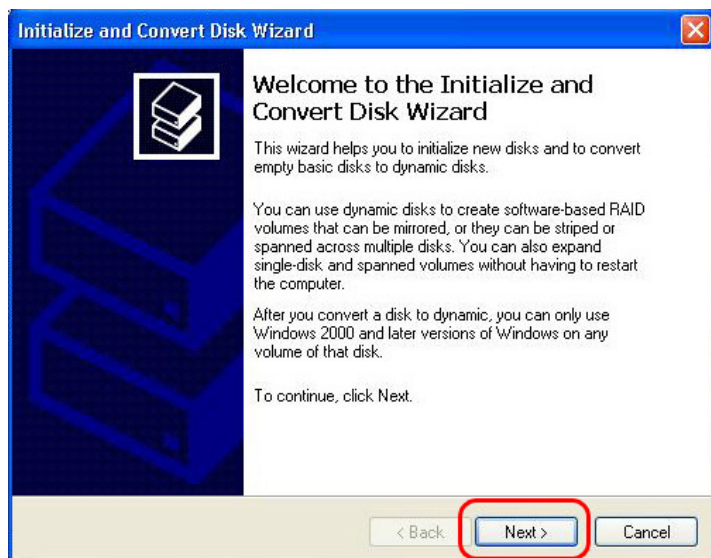 Initialize and Convert Disk Wizard
Welcome to the Initialize and
Convert Disk Wizard
This wizard helps you to initialize new disks and to convert
empty basic disks to dynamic disks.
You can use dynamic disks to create software-based RAID
volumes that can be mirrored, or they can be striped or
spanned across multiple disks. You can also expand
single-disk and spanned volumes without having to restart
the computer.
After you convert a disk to dynamic, you can only use
Windows 2000 and later versions of Windows on any
volume of that disk.
To continue, click Next.
< Back Next > Cancel